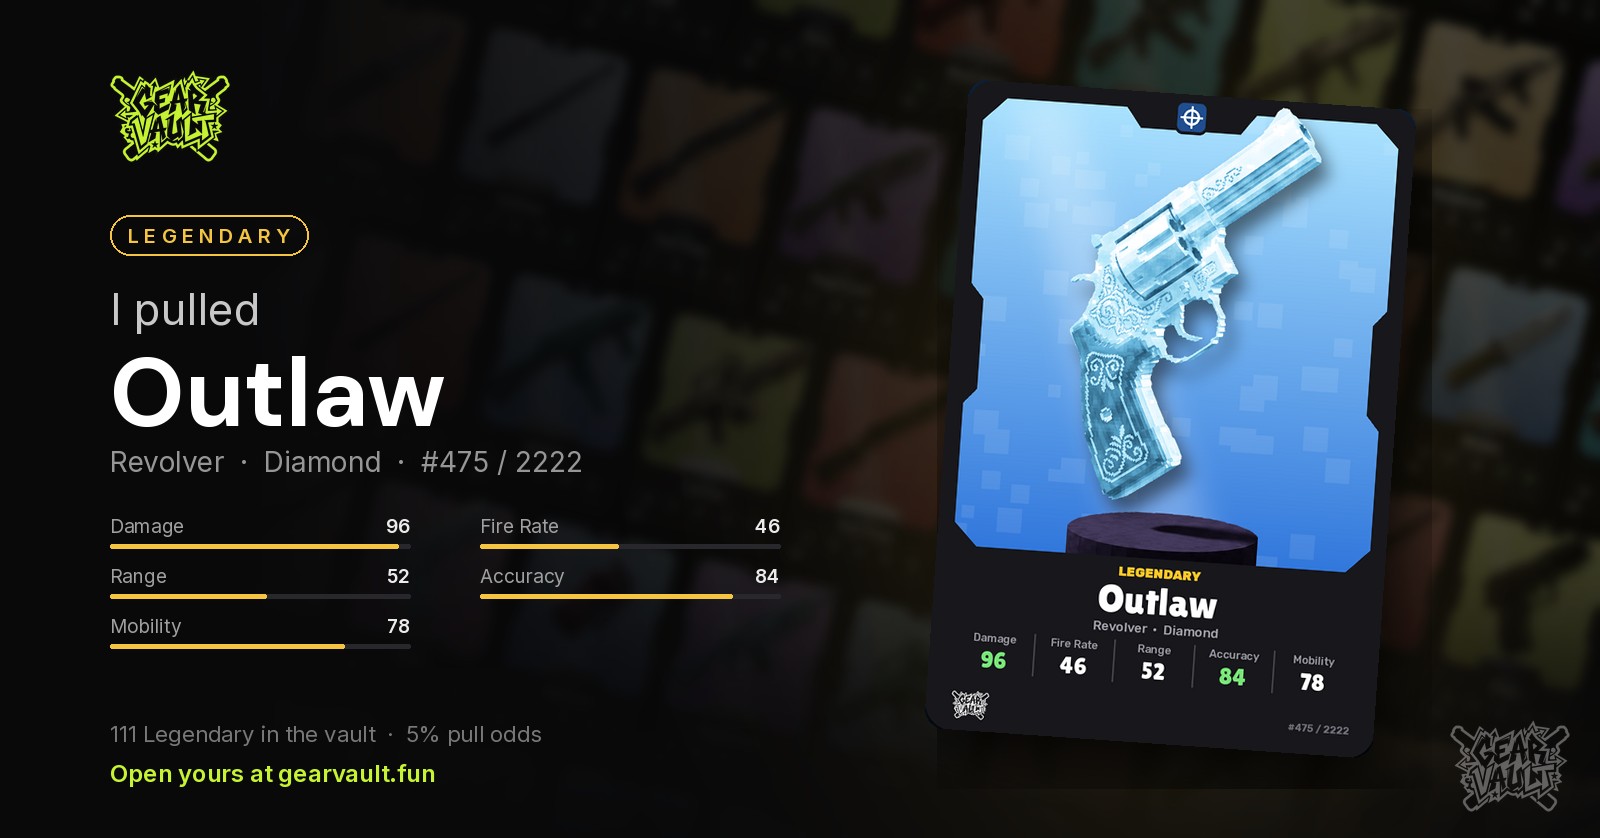 GEAR
VAULT
LEGENDARY
I pulled
Outlaw
Revolver · Diamond · #475 / 2222
Damage 96
Fire Rate 46
Range 52
Accuracy 84
Mobility 78
111 Legendary in the vault · 5% pull odds
Open yours at gearvault.fun
LEGENDARY
Outlaw
Revolver · Diamond
Damage Fire Rate Range Accuracy Mobility
96 46 52 84 78
GEAR
VAULT
#475 / 2222
GEAR
VAULT